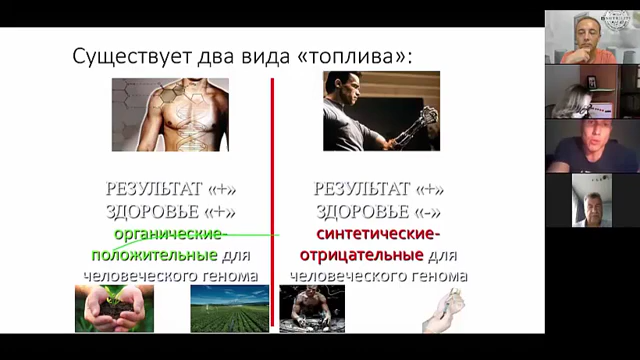 Существует два вида «топлива»:
РЕЗУЛЬТАТ «+»
ЗДОРОВЬЕ «+»
органические-
положительные для
человеческого генома
РЕЗУЛЬТАТ «+»
ЗДОРОВЬЕ «-»
синтетические-
отрицательные для
человеческого генома